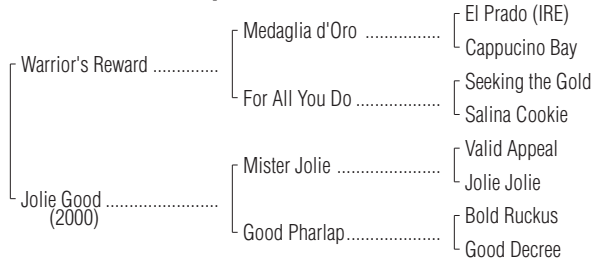 El Prado (IRE)
Medaglia d'Oro ................
Cappucino Bay
Warrior's Reward ..............
Seeking the Gold
For All You Do ..................
Salina Cookie
Valid Appeal
Mister Jolie ......................
Jolie Jolie
Jolie Good ........................
(2000)
Bold Ruckus
Good Pharlap....................
Good Decree